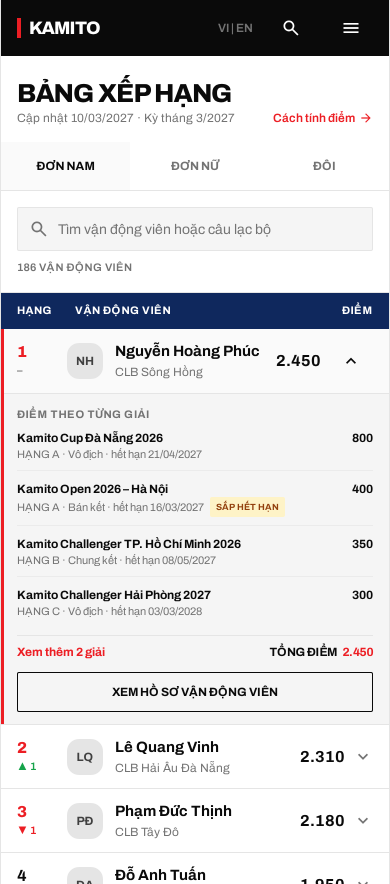 KAMITO
VI | EN
BẢNG XẾP HẠNG
Cập nhật 10/03/2027 · Kỳ tháng 3/2027
Cách tính điểm →
ĐƠN NAM
ĐƠN NỮ
ĐÔI
Tìm vận động viên hoặc câu lạc bộ
186 VẬN ĐỘNG VIÊN
HẠNG VẬN ĐỘNG VIÊN ĐIỂM
1
–
NH
Nguyễn Hoàng Phúc
CLB Sông Hồng
2.450
ĐIỂM THEO TỪNG GIẢI
Kamito Cup Đà Nẵng 2026 800
HẠNG A · Vô địch · hết hạn 21/04/2027
Kamito Open 2026 – Hà Nội 400
HẠNG A · Bán kết · hết hạn 16/03/2027 SẮP HẾT HẠN
Kamito Challenger TP. Hồ Chí Minh 2026 350
HẠNG B · Chung kết · hết hạn 08/05/2027
Kamito Challenger Hải Phòng 2027 300
HẠNG C · Vô địch · hết hạn 03/03/2028
Xem thêm 2 giải TỔNG ĐIỂM 2.450
XEM HỒ SƠ VẬN ĐỘNG VIÊN
2
▲ 1
LQ
Lê Quang Vinh
CLB Hải Âu Đà Nẵng
2.310
3
▼ 1
PĐ
Phạm Đức Thịnh
CLB Tây Đô
2.180
4
Đỗ Anh Tuấn
1.950